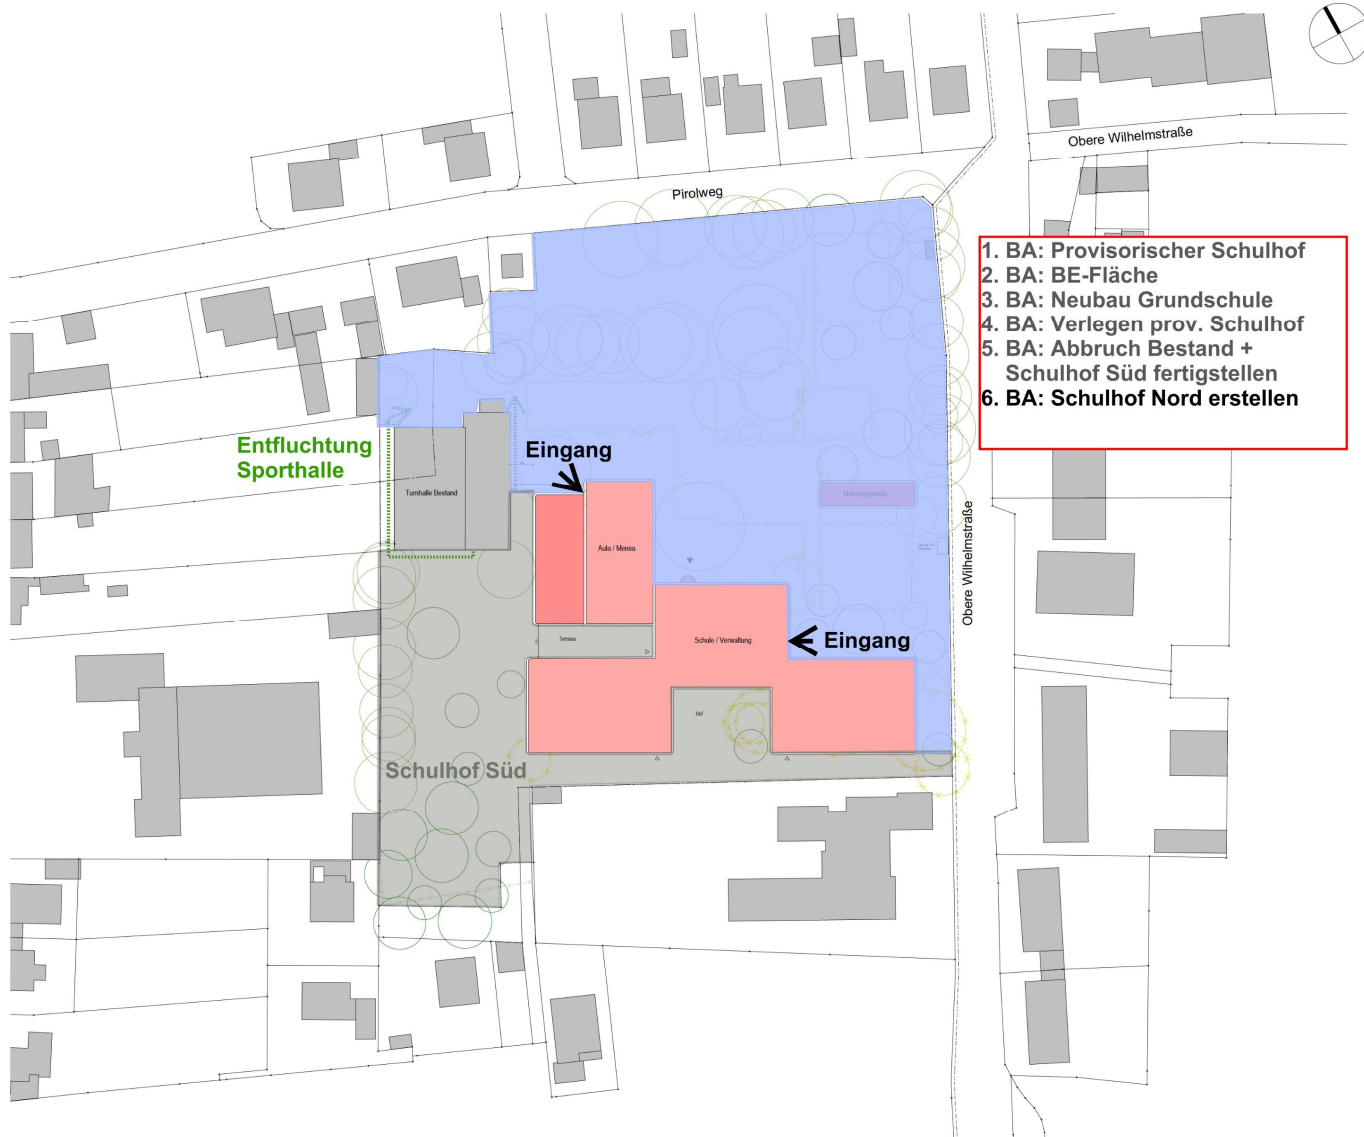 Obere Wilhelmstraße
Pirolweg
1. BA: Provisorischer Schulhof
2. BA: BE-Fläche
3. BA: Neubau Grundschule
4. BA: Verlegen prov. Schulhof
5. BA: Abbruch Bestand +
Schulhof Süd fertigstellen
6. BA: Schulhof Nord erstellen
Entfluchtung
Sporthalle
Eingang
Turnhalle Bestand
Nebengebäude
Aula / Mensa
Obere Wilhelmstraße
Terrasse
Schule / Verwaltung
Eingang
Hof
Schulhof Süd